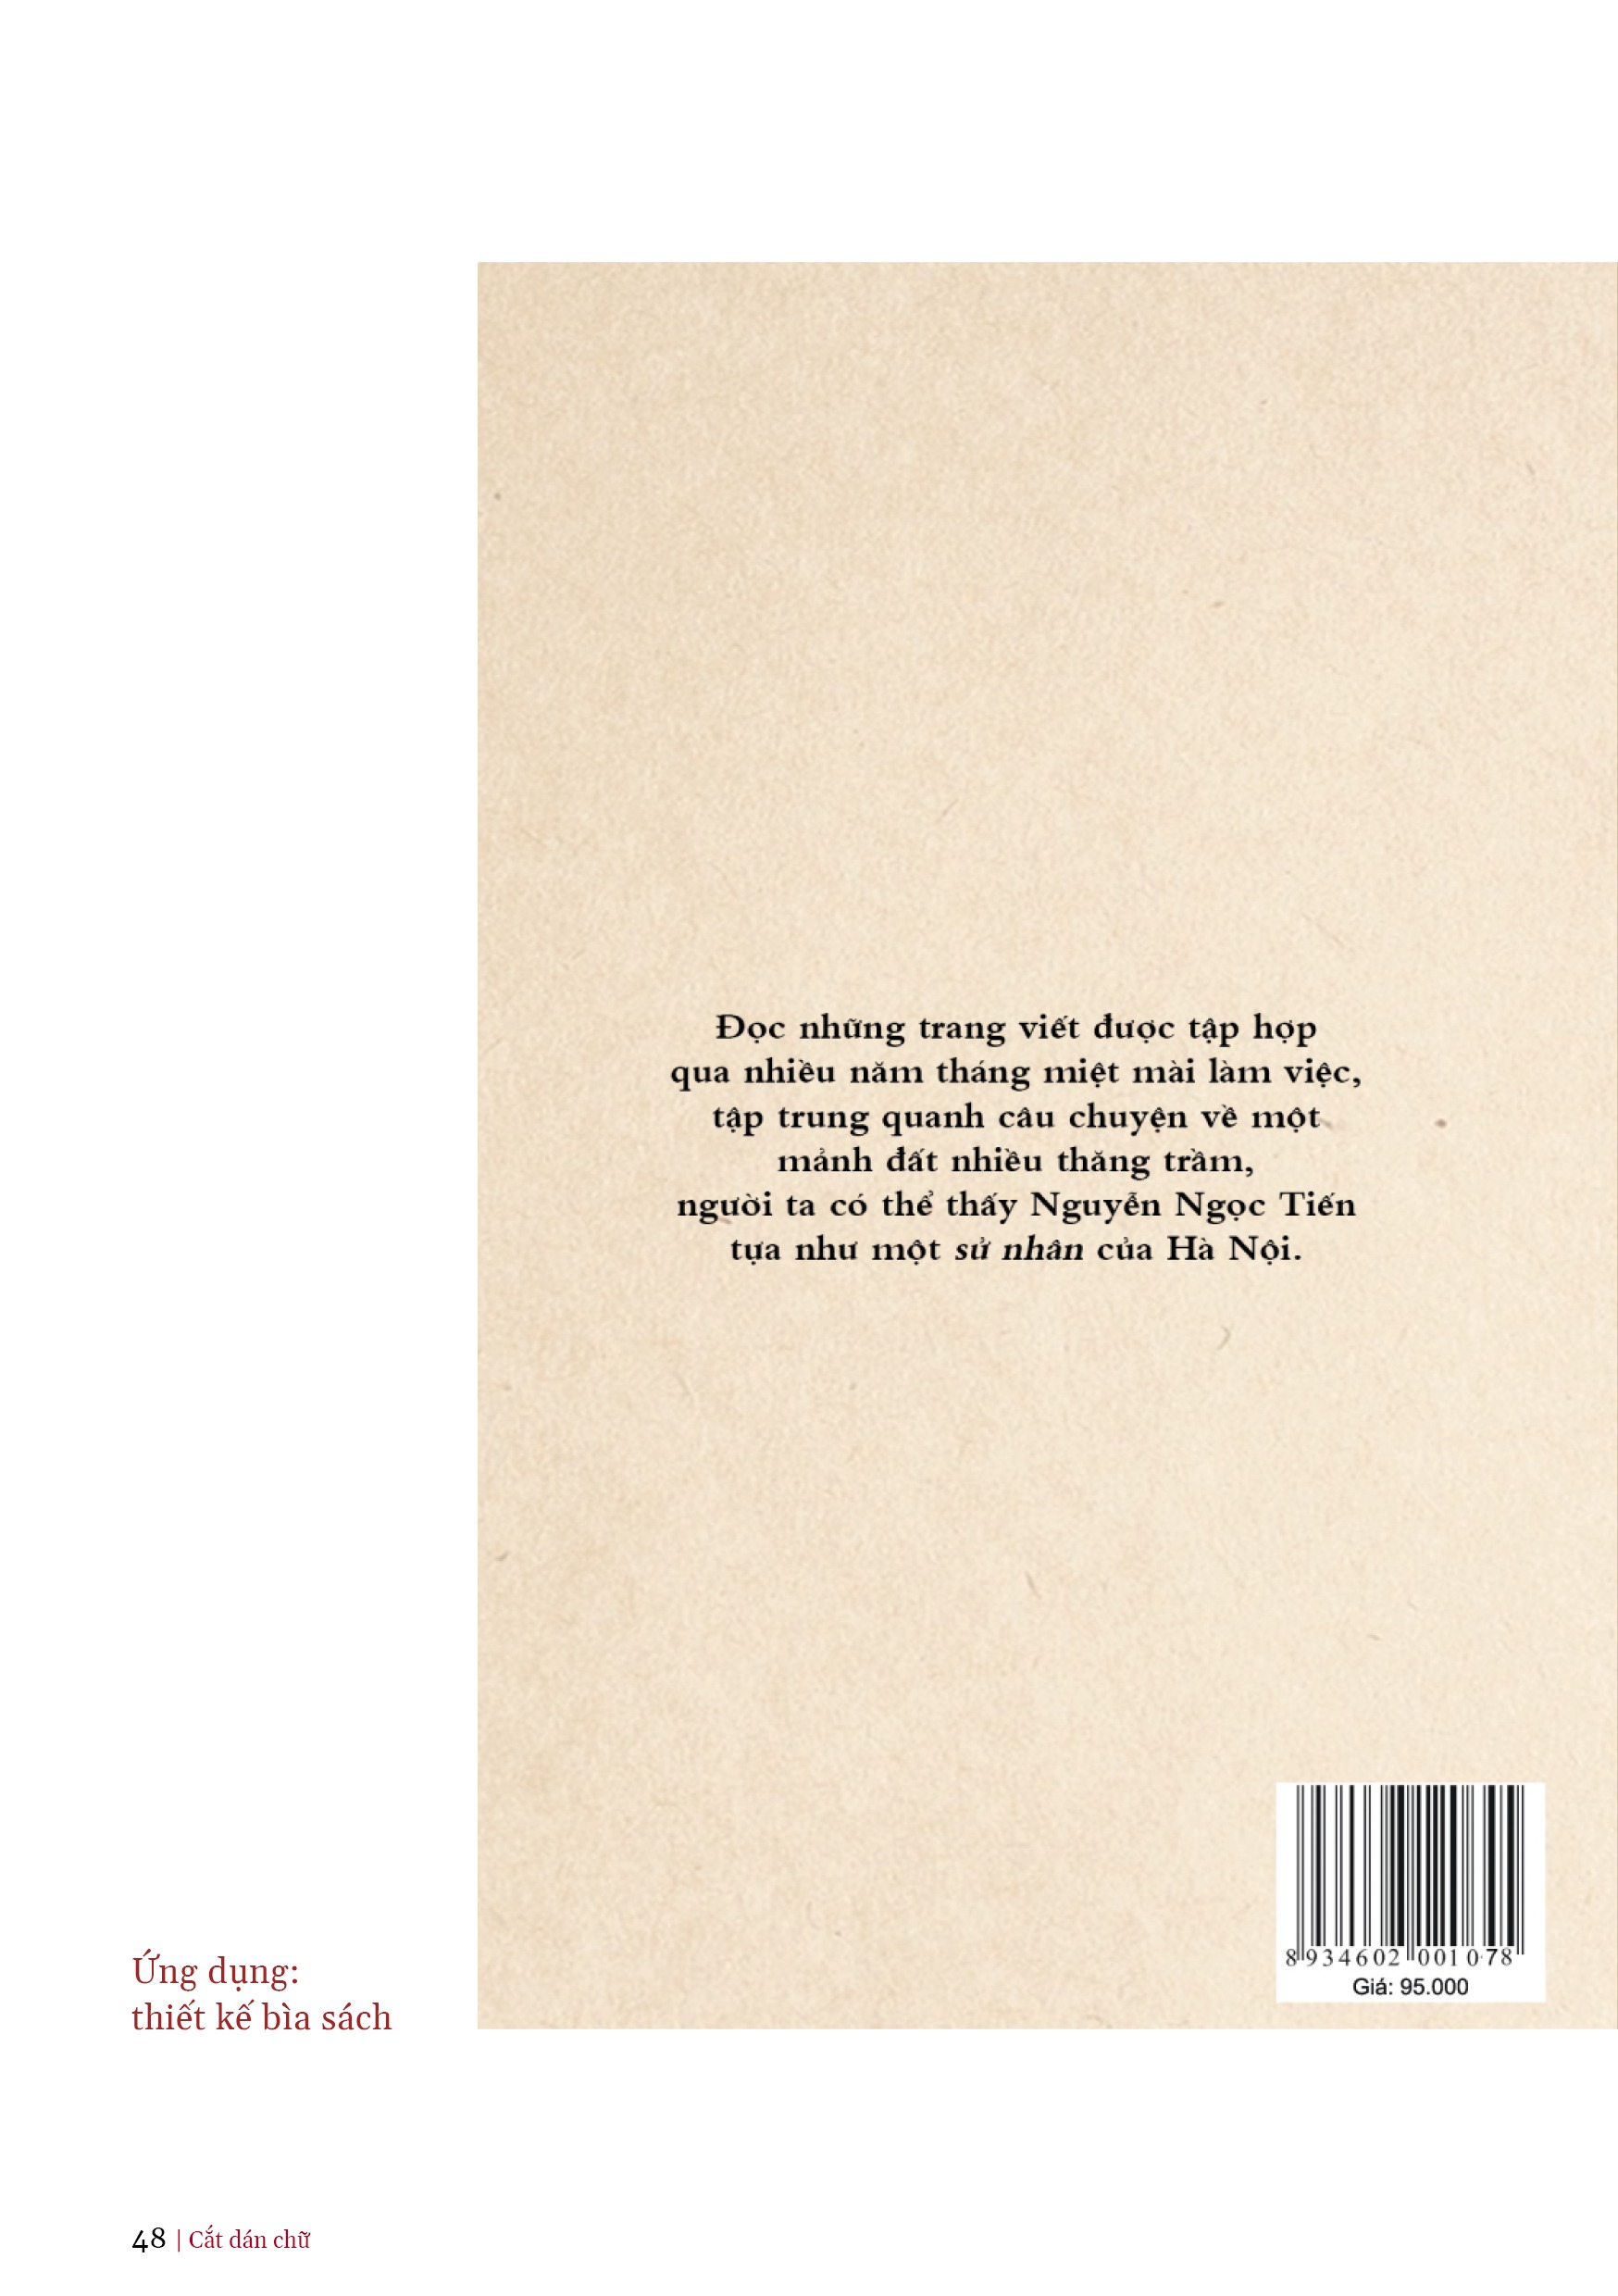 Đọc những trang viết được tập hợp
qua nhiều năm tháng miệt mài làm việc,
tập trung quanh câu chuyện về một
mảnh đất nhiều thăng trầm,
người ta có thể thấy Nguyễn Ngọc Tiến
tựa như một sử nhân của Hà Nội.
8 934602 001078
Giá: 95.000
Ứng dụng:
thiết kế bìa sách
48 | Cắt dán chữ